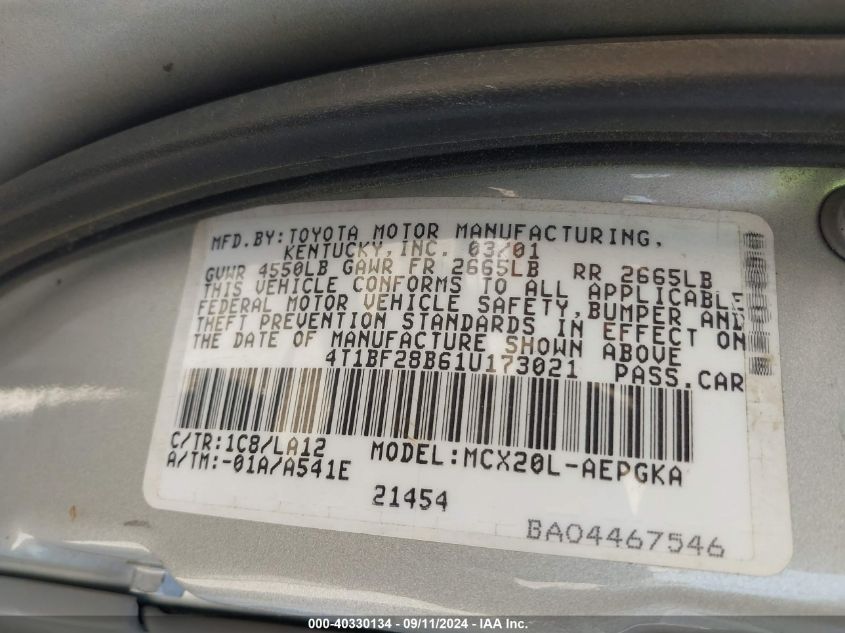 MFD.BY:TOYOTA MOTOR MANUFACTURING,
KENTUCKY,INC. 03/01
GVWR 4550LB GAWR FR 2665LB RR 2665LB
THIS VEHICLE CONFORMS TO ALL APPLICABLE
FEDERAL MOTOR VEHICLE SAFETY,BUMPER AND
THEFT PREVENTION STANDARDS IN EFFECT ON
THE DATE OF MANUFACTURE SHOWN ABOVE
4T1BF28B61U173021 PASS.CAR
C/TR:1C8/LA12 MODEL:MCX20L-AEPGKA
A/TM:-01A/A541E
21454
BA04467546
000-40330134 - 09/11/2024 - IAA Inc.